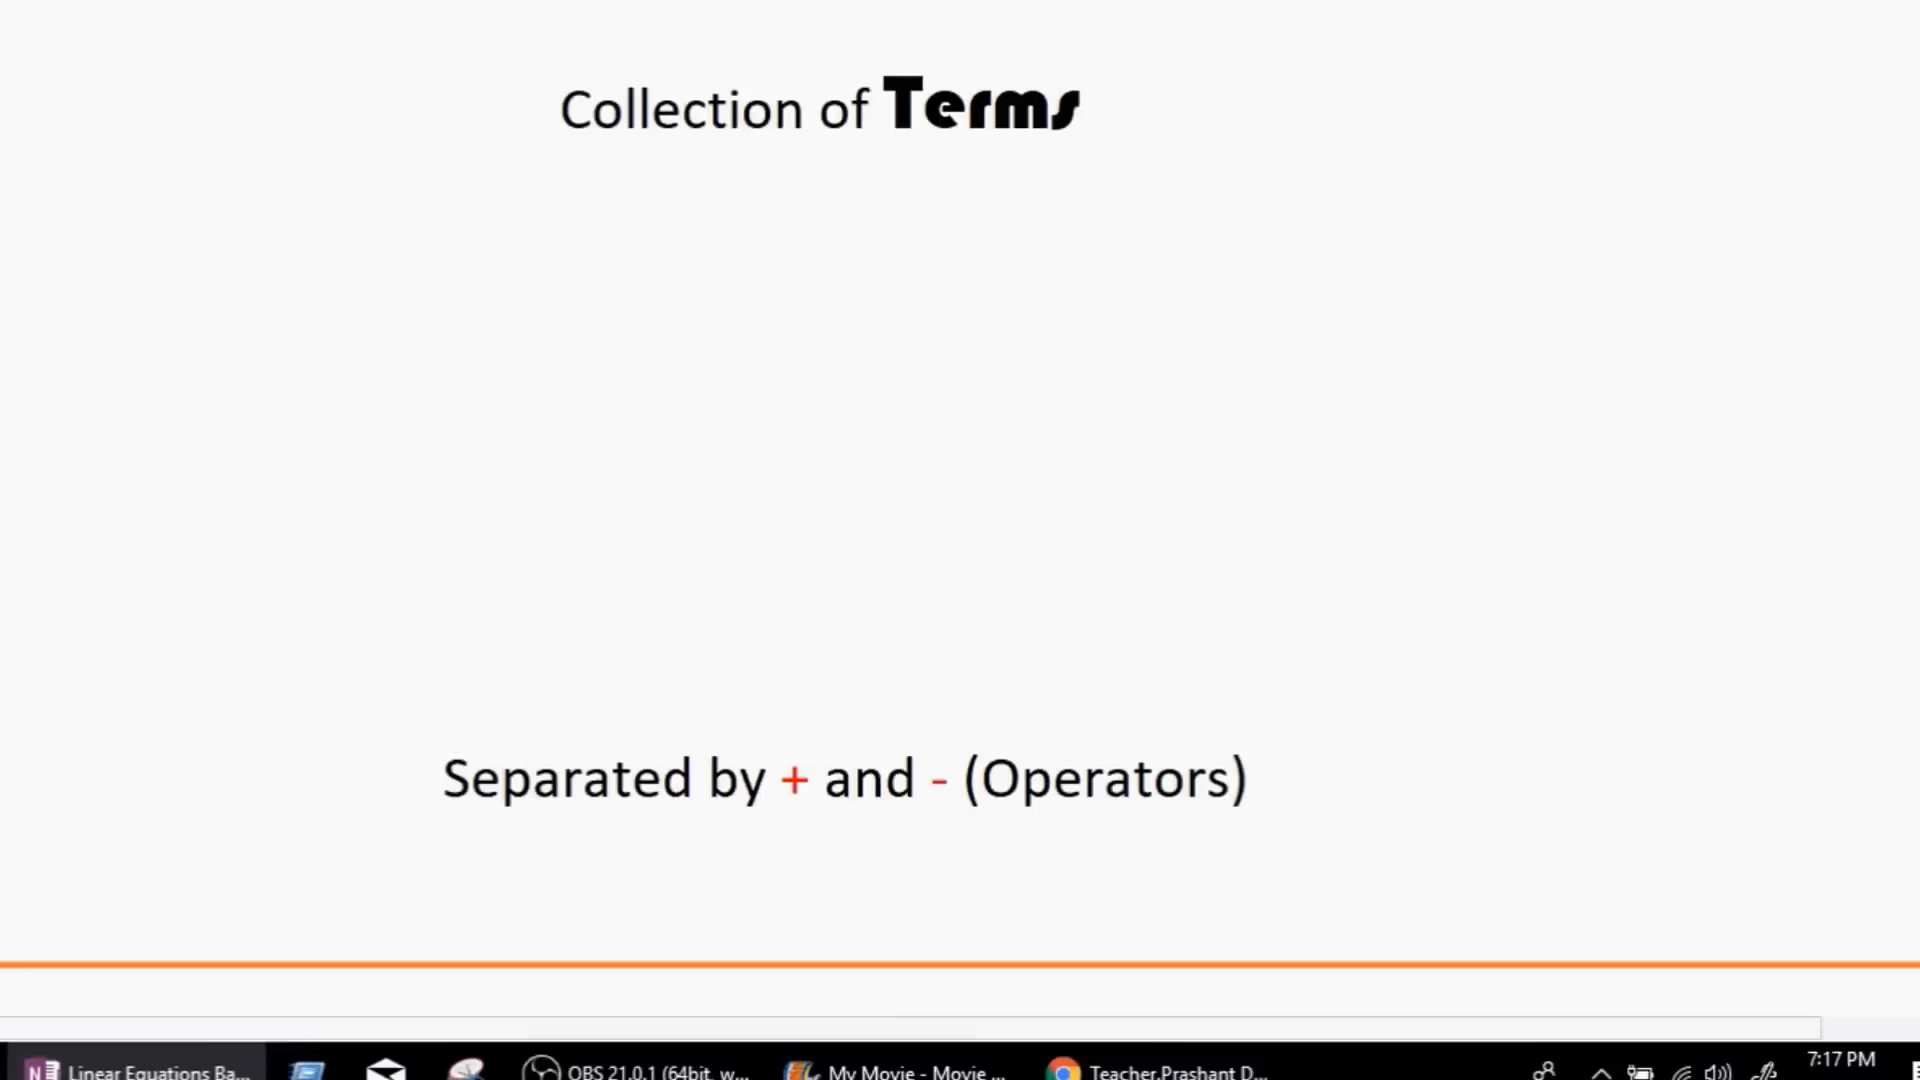 Collection of Terms
Separated by + and - (Operators)
Linear Equations Ba...
OBS 21.0.1 (64bit, w...
My Movie - Movie ...
Teacher.Prashant D...
7:17 PM